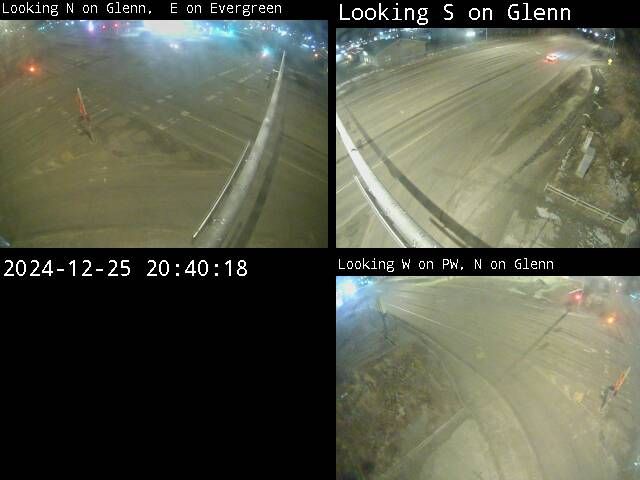 Looking N on Glenn,  E on Evergreen
Looking S on Glenn
2024-12-25 20:40:18
Looking W on PW, N on Glenn